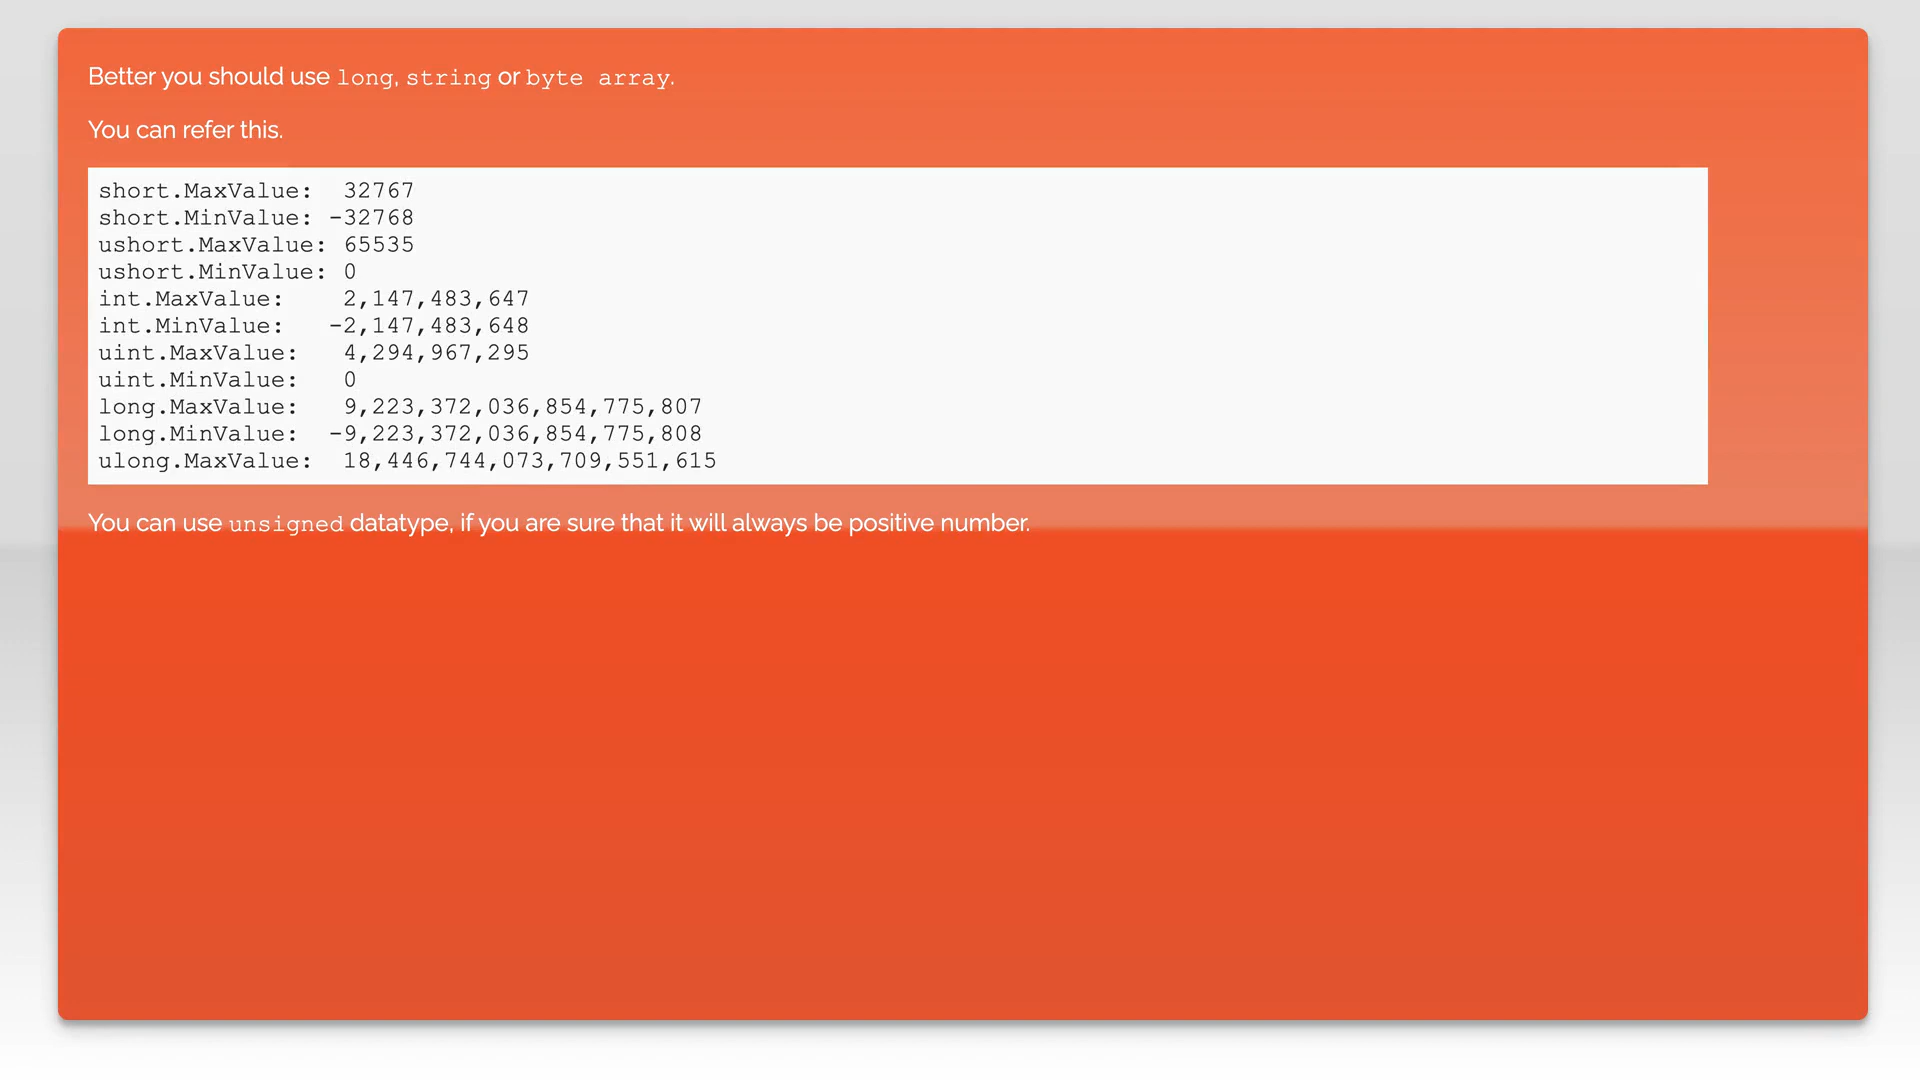 Better you should use long, string or byte array.
You can refer this.
short.MaxValue:  32767
short.MinValue: -32768
ushort.MaxValue: 65535
ushort.MinValue: 0
int.MaxValue:    2,147,483,647
int.MinValue:   -2,147,483,648
uint.MaxValue:   4,294,967,295
uint.MinValue:   0
long.MaxValue:   9,223,372,036,854,775,807
long.MinValue:  -9,223,372,036,854,775,808
ulong.MaxValue:  18,446,744,073,709,551,615
You can use unsigned datatype, if you are sure that it will always be positive number.